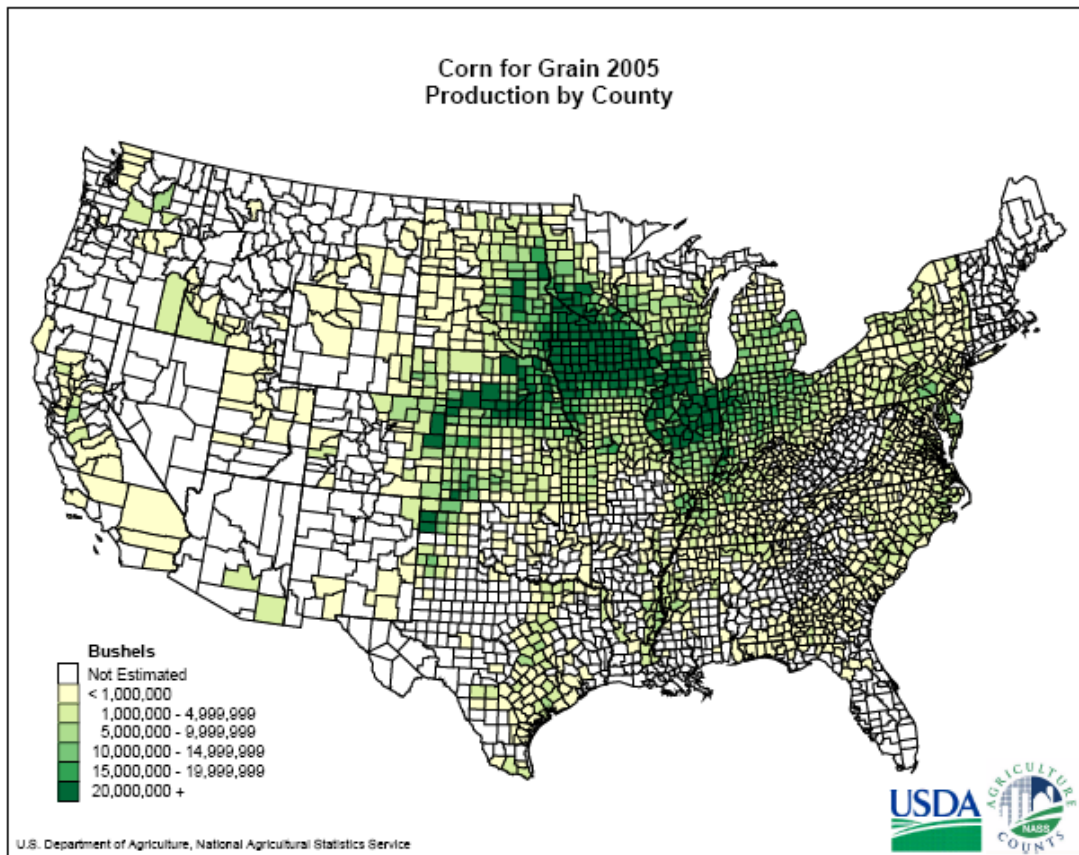 Corn for Grain 2005
Production by County
Bushels
Not Estimated
< 1,000,000
1,000,000 - 4,999,999
5,000,000 - 9,999,999
10,000,000 - 14,999,999
15,000,000 - 19,999,999
20,000,000 +
USDA
AGRICULTURE
NASS
COUNTS
U.S. Department of Agriculture, National Agricultural Statistics Service